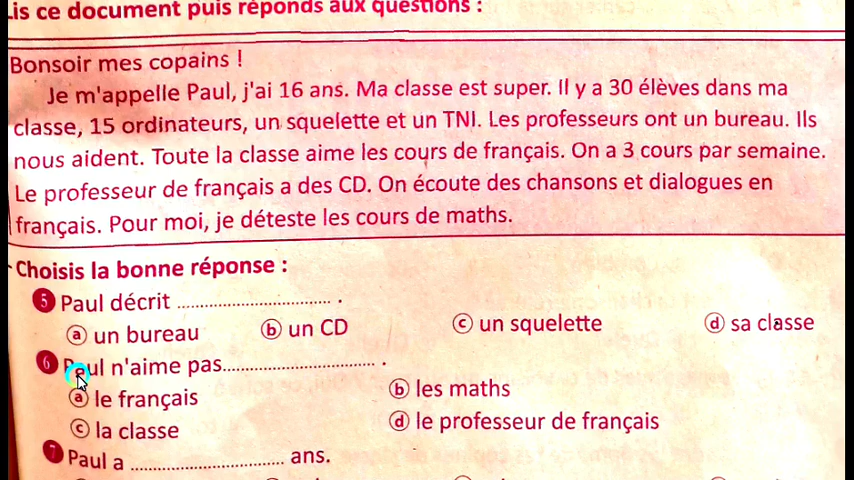 Lis ce document puis réponds aux questions :
Bonsoir mes copains !
Je m'appelle Paul, j'ai 16 ans. Ma classe est super. Il y a 30 élèves dans ma
classe, 15 ordinateurs, un squelette et un TNI. Les professeurs ont un bureau. Ils
nous aident. Toute la classe aime les cours de français. On a 3 cours par semaine.
Le professeur de français a des CD. On écoute des chansons et dialogues en
français. Pour moi, je déteste les cours de maths.
Choisis la bonne réponse :
5 Paul décrit .................................. .
a un bureau b un CD c un squelette d sa classe
6 Paul n'aime pas.................................. .
a le français b les maths
c la classe d le professeur de français
7 Paul a .................................. ans.